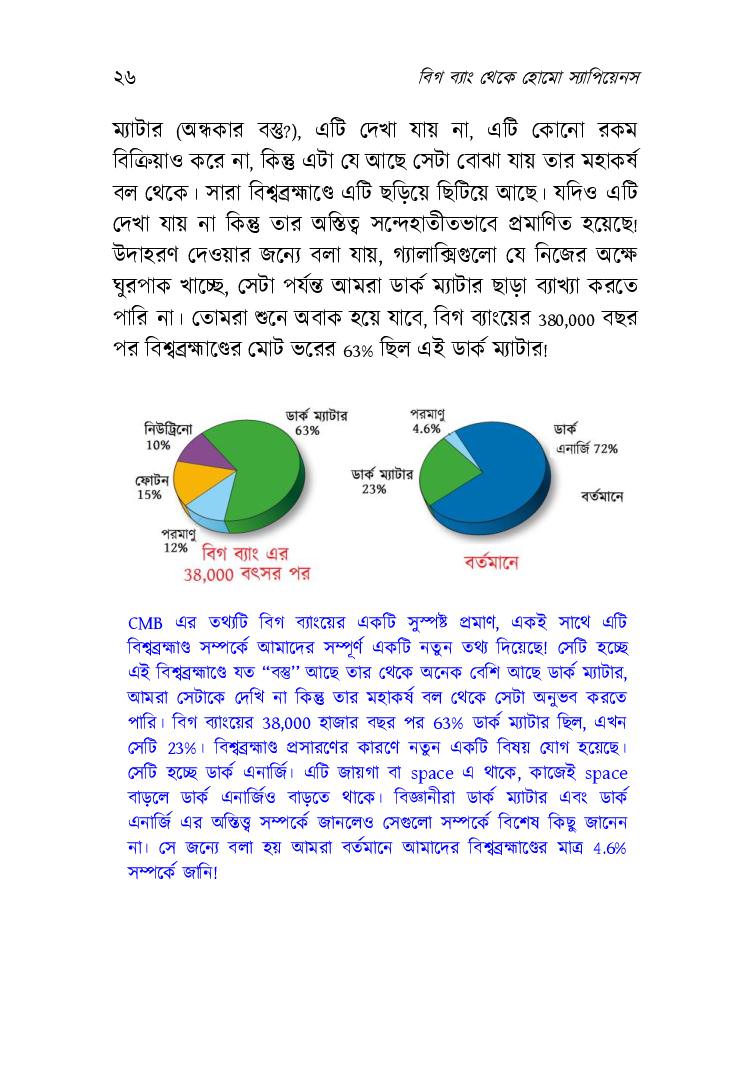 ২৬ বিগ ব্যাং থেকে হোমো স্যাপিয়েনস
ম্যাটার (অন্ধকার বস্তু?), এটি দেখা যায় না, এটি কোনো রকম
বিক্রিয়াও করে না, কিন্তু এটা যে আছে সেটা বোঝা যায় তার মহাকর্ষ
বল থেকে। সারা বিশ্বব্রহ্মাণ্ডে এটি ছড়িয়ে ছিটিয়ে আছে। যদিও এটি
দেখা যায় না কিন্তু তার অস্তিত্ব সন্দেহাতীতভাবে প্রমাণিত হয়েছে!
উদাহরণ দেওয়ার জন্যে বলা যায়, গ্যালাক্সিগুলো যে নিজের অক্ষে
ঘুরপাক খাচ্ছে, সেটা পর্যন্ত আমরা ডার্ক ম্যাটার ছাড়া ব্যাখ্যা করতে
পারি না। তোমরা শুনে অবাক হয়ে যাবে, বিগ ব্যাংয়ের 380,000 বছর
পর বিশ্বব্রহ্মাণ্ডের মোট ভরের 63% ছিল এই ডার্ক ম্যাটার!
ডার্ক ম্যাটার
63%
নিউট্রিনো
10%
ফোটন
15%
পরমাণু
12%
বিগ ব্যাং এর
38,000 বৎসর পর
পরমাণু
4.6%
ডার্ক
এনার্জি 72%
ডার্ক ম্যাটার
23%
বর্তমানে
বর্তমানে
CMB এর তথ্যটি বিগ ব্যাংয়ের একটি সুস্পষ্ট প্রমাণ, একই সাথে এটি
বিশ্বব্রহ্মাণ্ড সম্পর্কে আমাদের সম্পূর্ণ একটি নতুন তথ্য দিয়েছে! সেটি হচ্ছে
এই বিশ্বব্রহ্মাণ্ডে যত “বস্তু” আছে তার থেকে অনেক বেশি আছে ডার্ক ম্যাটার,
আমরা সেটাকে দেখি না কিন্তু তার মহাকর্ষ বল থেকে সেটা অনুভব করতে
পারি। বিগ ব্যাংয়ের 38,000 হাজার বছর পর 63% ডার্ক ম্যাটার ছিল, এখন
সেটি 23%। বিশ্বব্রহ্মাণ্ড প্রসারণের কারণে নতুন একটি বিষয় যোগ হয়েছে।
সেটি হচ্ছে ডার্ক এনার্জি। এটি জায়গা বা space এ থাকে, কাজেই space
বাড়লে ডার্ক এনার্জিও বাড়তে থাকে। বিজ্ঞানীরা ডার্ক ম্যাটার এবং ডার্ক
এনার্জি এর অস্তিত্ত্ব সম্পর্কে জানলেও সেগুলো সম্পর্কে বিশেষ কিছু জানেন
না। সে জন্যে বলা হয় আমরা বর্তমানে আমাদের বিশ্বব্রহ্মাণ্ডের মাত্র 4.6%
সম্পর্কে জানি!